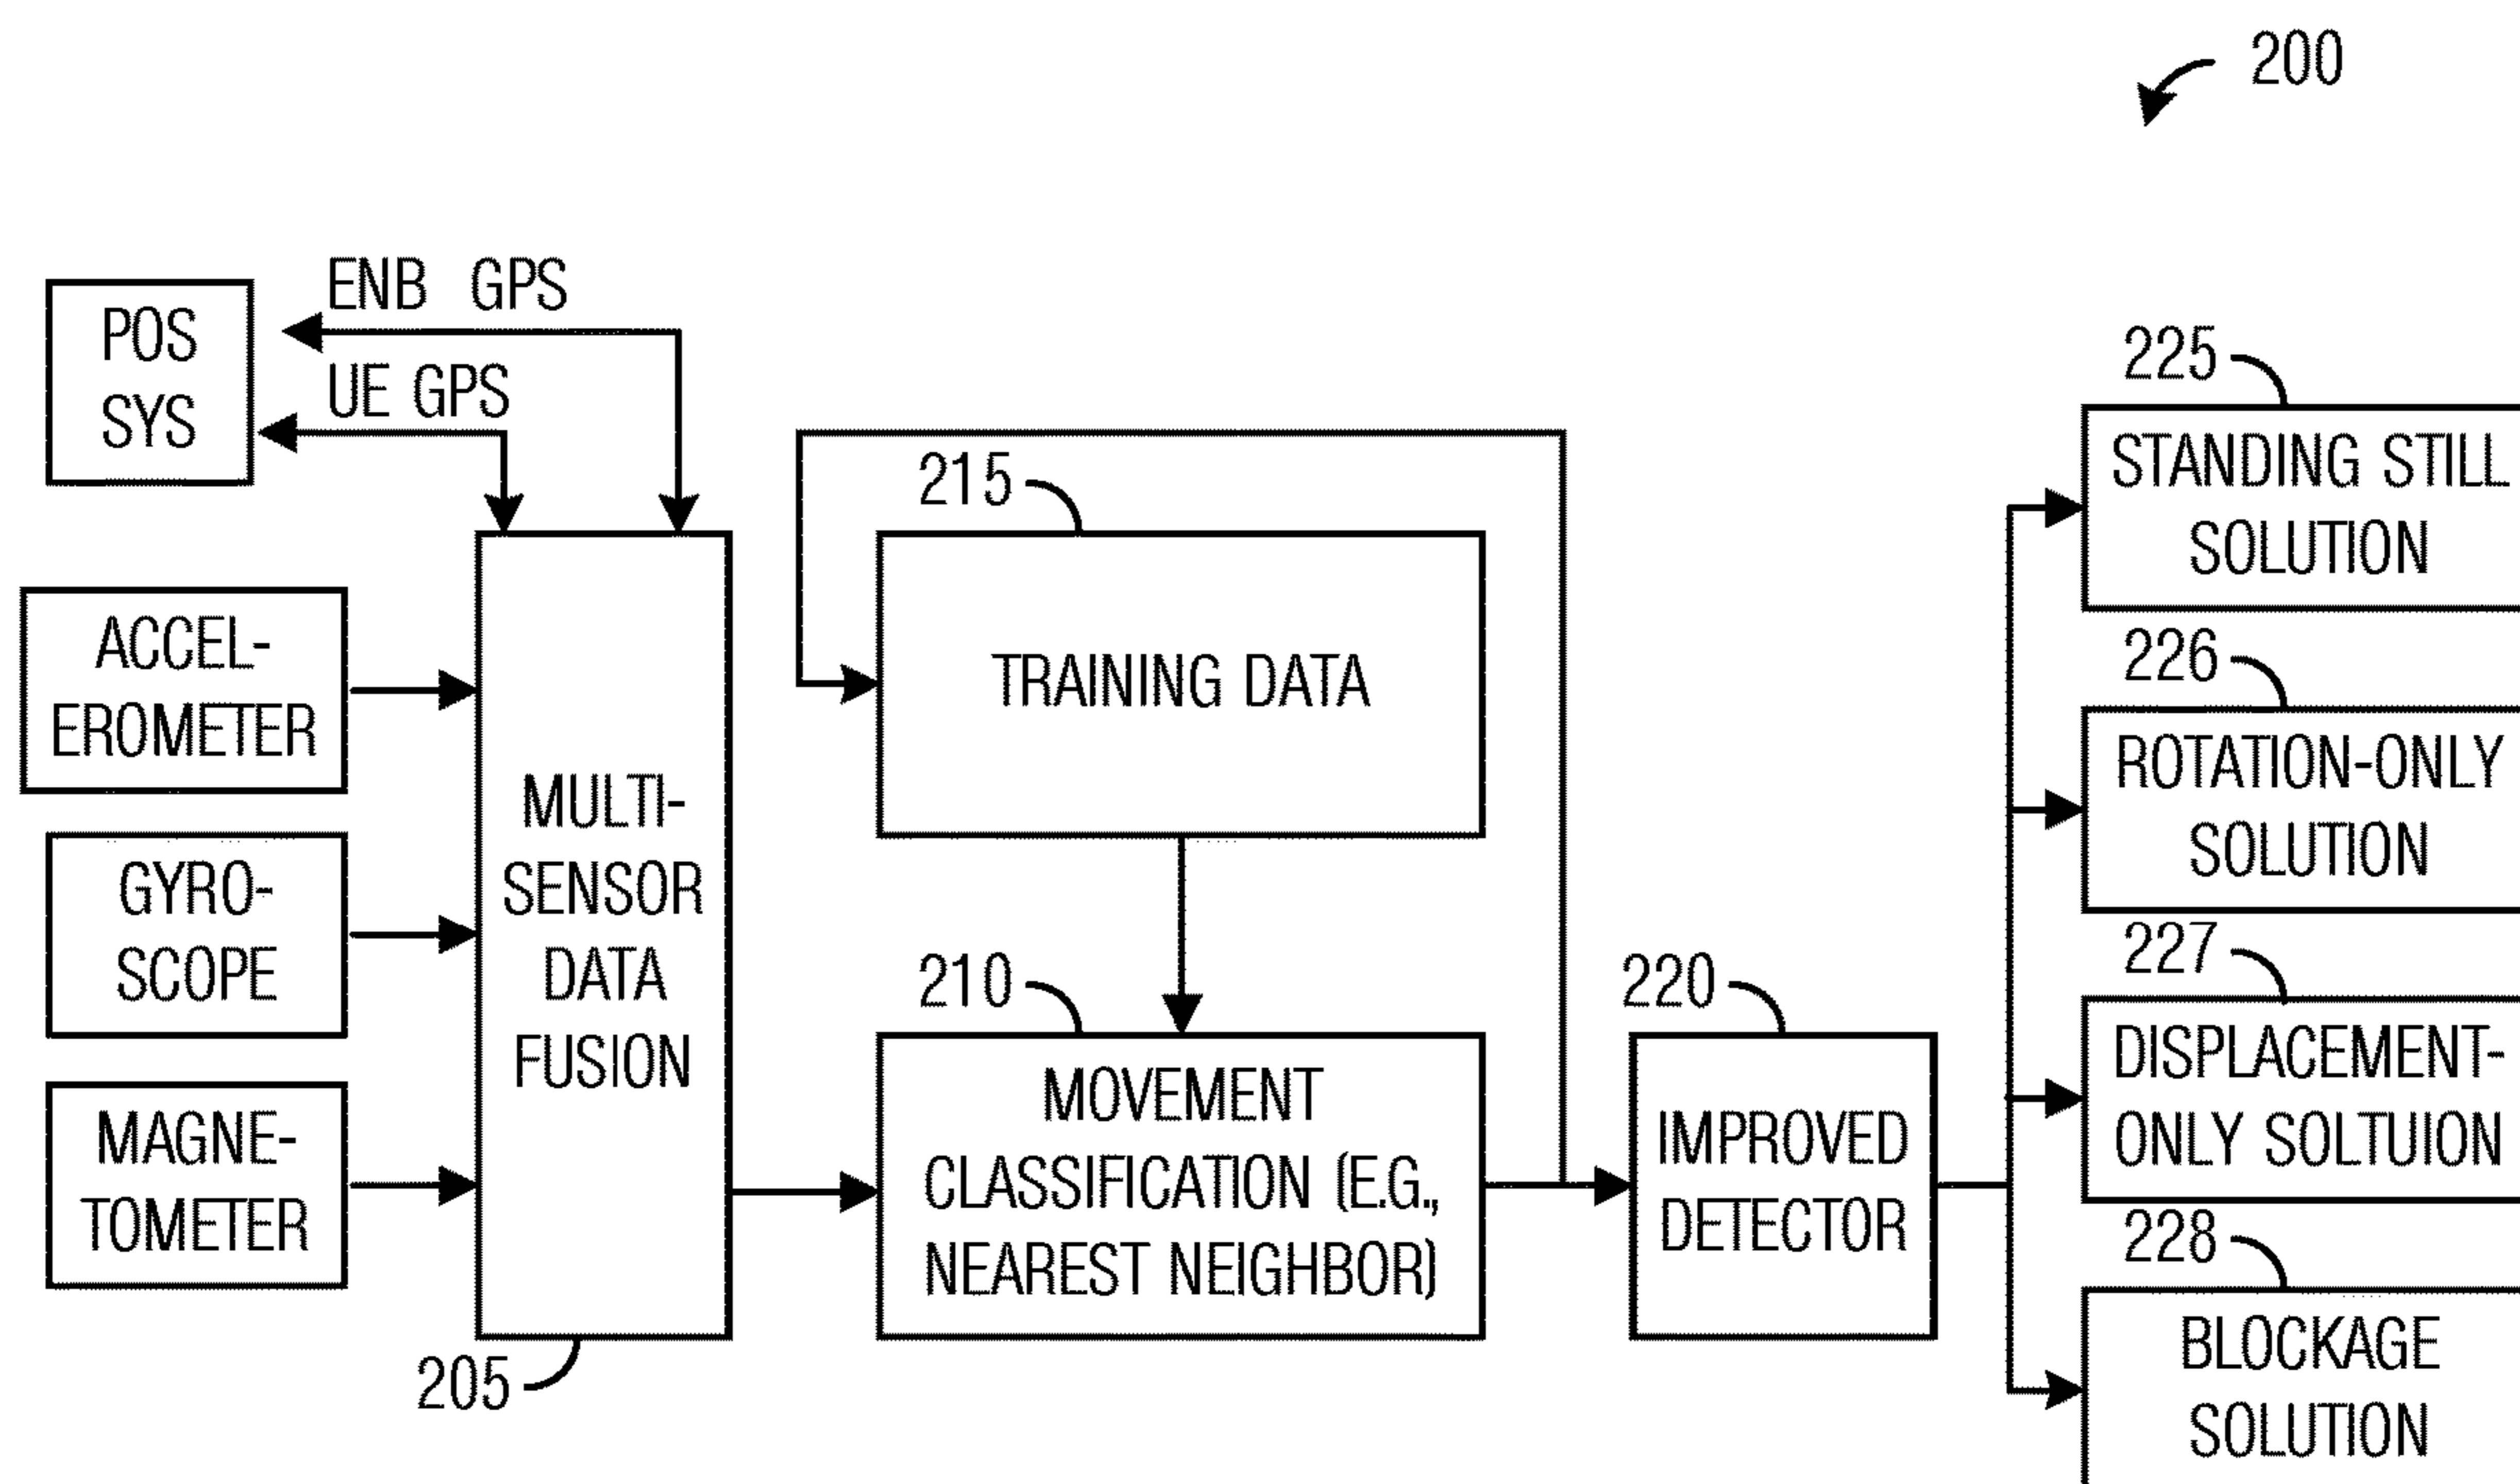 200
ENB GPS
UE GPS
POS
SYS
ACCEL-
EROMETER
GYRO-
SCOPE
MAGNE-
TOMETER
MULTI-
SENSOR
DATA
FUSION
205
215
TRAINING DATA
210
MOVEMENT
CLASSIFICATION (E.G.,
NEAREST NEIGHBOR)
220
IMPROVED
DETECTOR
225
STANDING STILL
SOLUTION
226
ROTATION-ONLY
SOLUTION
227
DISPLACEMENT-
ONLY SOLTUION
228
BLOCKAGE
SOLUTION